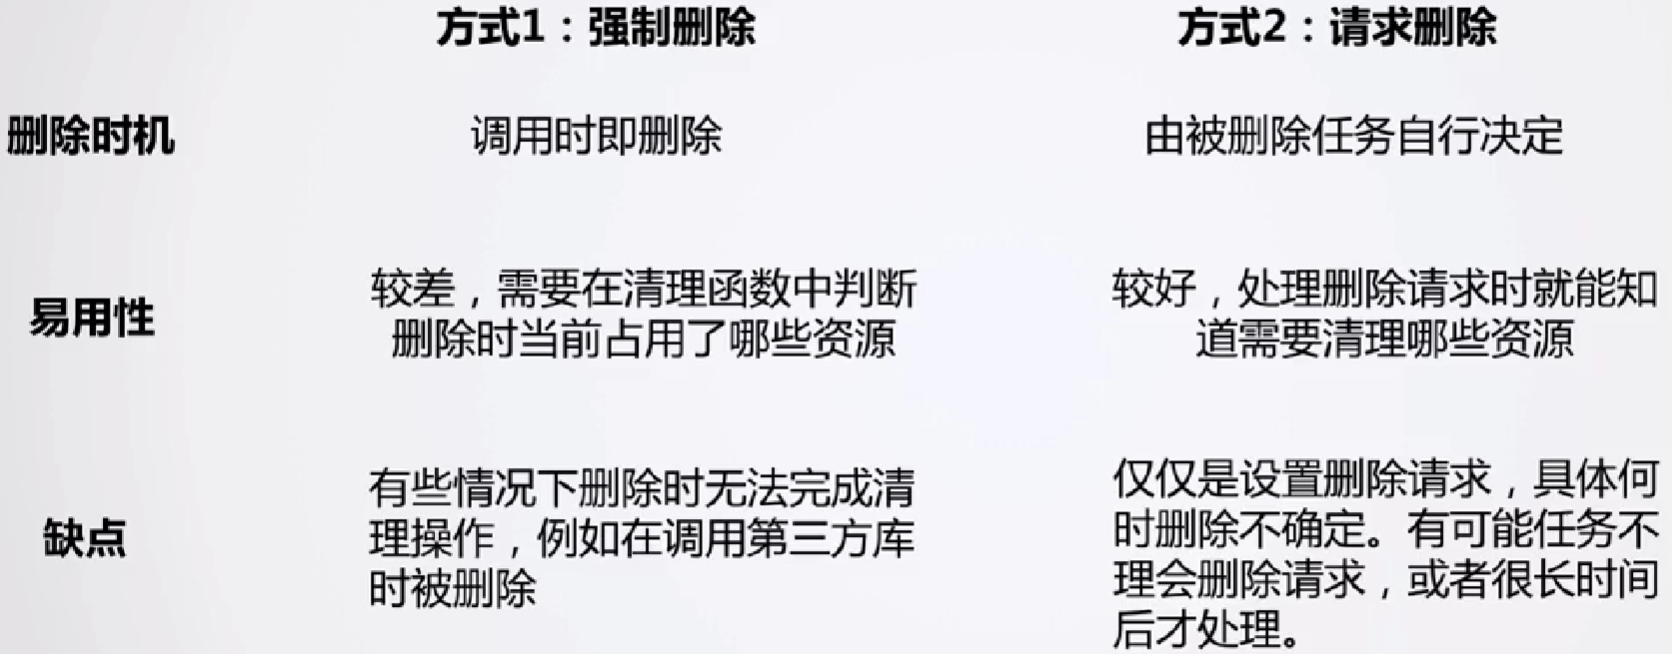 方式1：强制删除
方式2：请求删除
删除时机
调用时即删除
由被删除任务自行决定
易用性
较差，需要在清理函数中判断
删除时当前占用了哪些资源
较好，处理删除请求时就能知
道需要清理哪些资源
缺点
有些情况下删除时无法完成清
理操作，例如在调用第三方库
时被删除
仅仅是设置删除请求，具体何
时删除不确定。有可能任务不
理会删除请求，或者很长时间
后才处理。